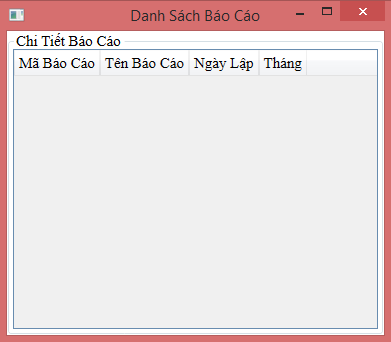 Danh Sách Báo Cáo
Chi Tiết Báo Cáo
Mã Báo Cáo Tên Báo Cáo Ngày Lập Tháng